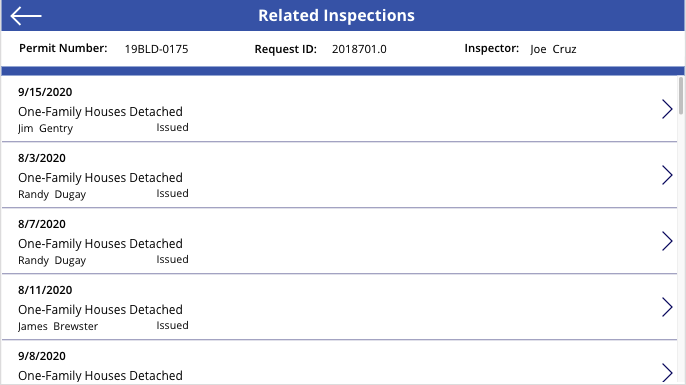 Related Inspections
Permit Number: 19BLD-0175 Request ID: 2018701.0 Inspector: Joe Cruz
9/15/2020
One-Family Houses Detached
Jim Gentry Issued
8/3/2020
One-Family Houses Detached
Randy Dugay Issued
8/7/2020
One-Family Houses Detached
Randy Dugay Issued
8/11/2020
One-Family Houses Detached
James Brewster Issued
9/8/2020
One-Family Houses Detached